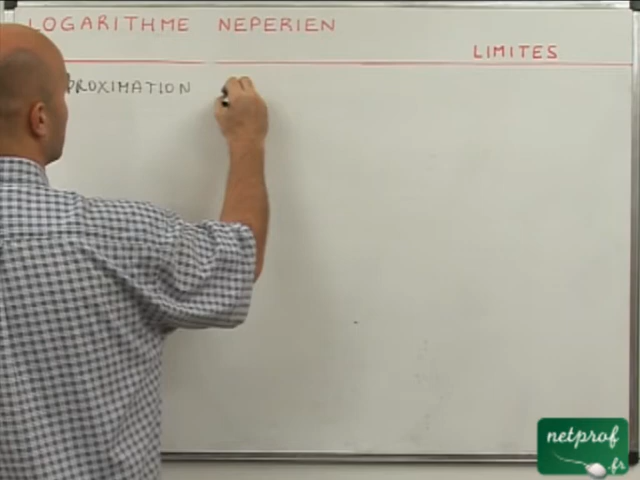 LOGARITHME NEPERIEN
LIMITES
PROXIMATION
netprof
.fr